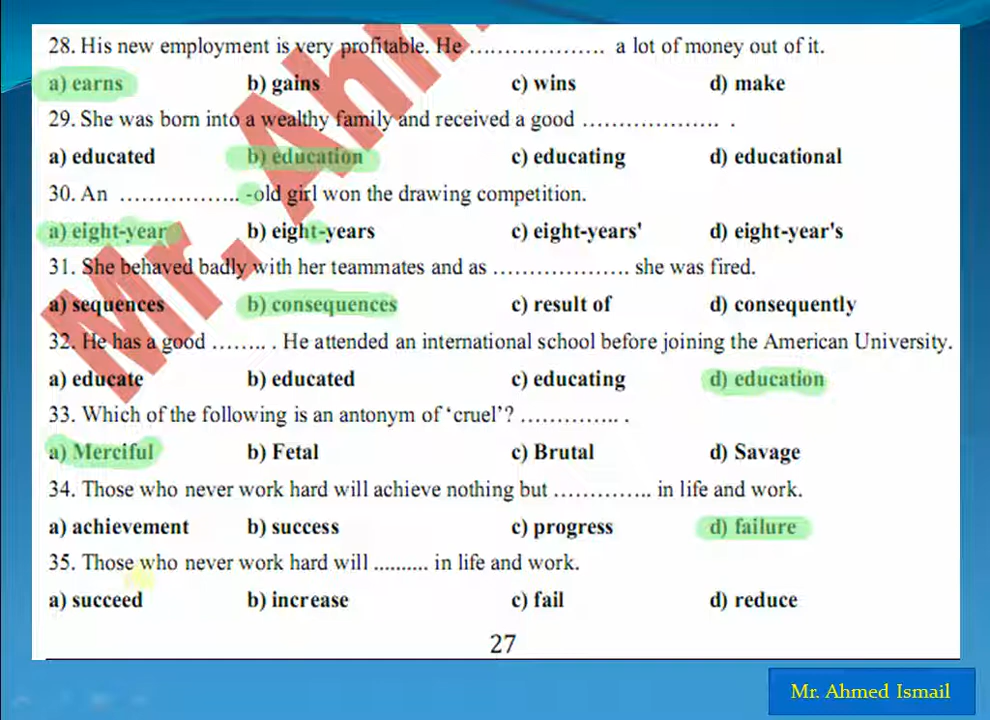 28. His new employment is very profitable. He ................... a lot of money out of it.
a) earns b) gains c) wins d) make
29. She was born into a wealthy family and received a good ................... .
a) educated b) education c) educating d) educational
30. An ................. -old girl won the drawing competition.
a) eight-year b) eight-years c) eight-years' d) eight-year's
31. She behaved badly with her teammates and as ................... she was fired.
a) sequences b) consequences c) result of d) consequently
32. He has a good ........ . He attended an international school before joining the American University.
a) educate b) educated c) educating d) education
33. Which of the following is an antonym of ‘cruel’? .............. .
a) Merciful b) Fetal c) Brutal d) Savage
34. Those who never work hard will achieve nothing but .............. in life and work.
a) achievement b) success c) progress d) failure
35. Those who never work hard will .......... in life and work.
a) succeed b) increase c) fail d) reduce
27
Mr. Ahmed Ismail